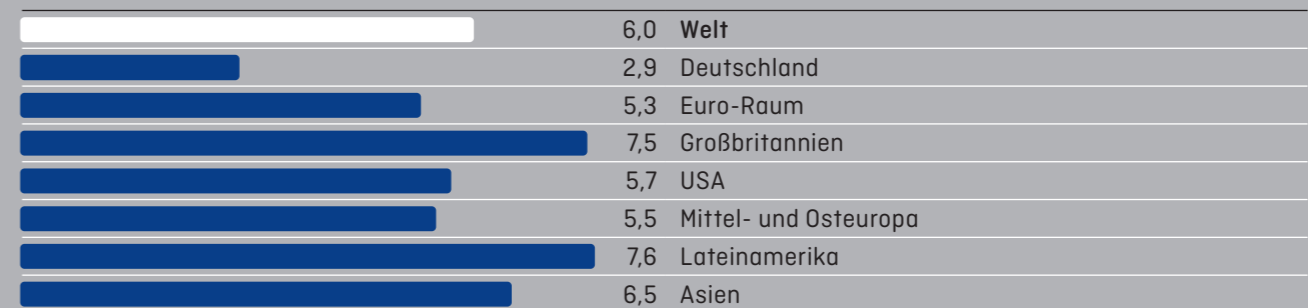 6,0 Welt
2,9 Deutschland
5,3 Euro-Raum
7,5 Großbritannien
5,7 USA
5,5 Mittel- und Osteuropa
7,6 Lateinamerika
6,5 Asien